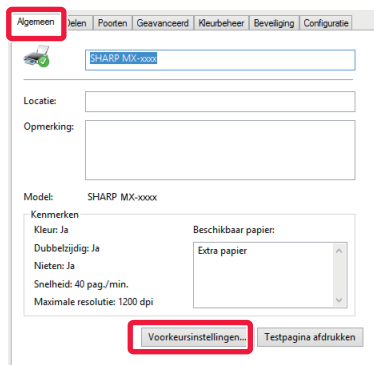 Algemeen Delen Poorten Geavanceerd Kleurbeheer Beveiliging Configuratie
SHARP MX-xxxx
Locatie:
Opmerking:
Model: SHARP MX-xxxx
Kenmerken
Kleur: Ja Beschikbaar papier:
Dubbelzijdig: Ja Extra papier
Nieten: Ja
Snelheid: 40 pag./min.
Maximale resolutie: 1200 dpi
Voorkeursinstellingen... Testpagina afdrukken